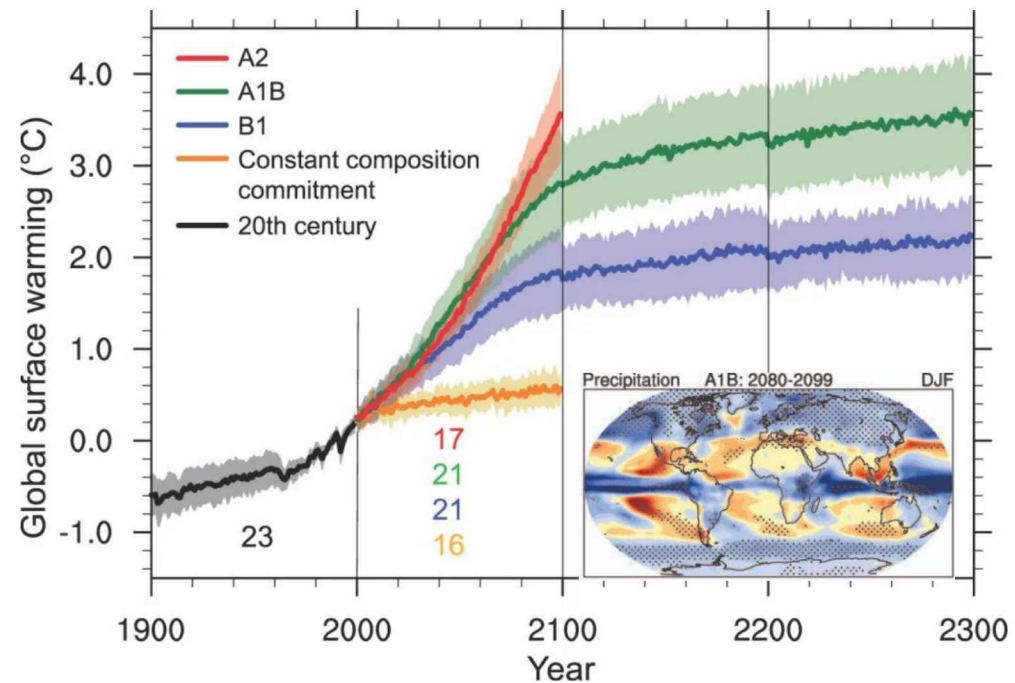 Global surface warming (°C)
4.0
3.0
2.0
1.0
0.0
-1.0
A2
A1B
B1
Constant composition
commitment
20th century
23
17
21
21
16
Precipitation A1B: 2080-2099 DJF
1900 2000 2100 2200 2300
Year